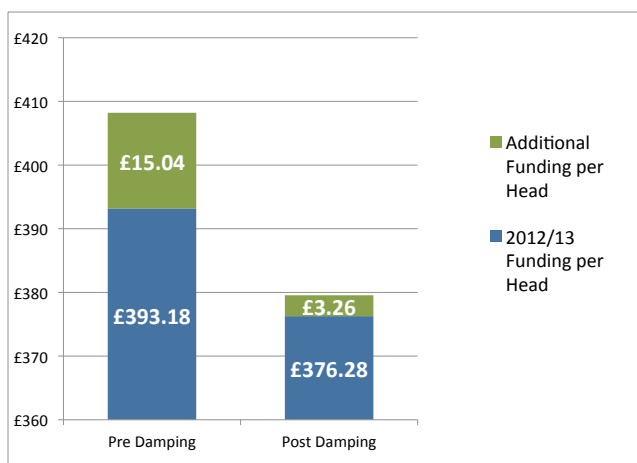 £420
£410
£400
£390
£380
£370
£360
£15.04
£393.18
£3.26
£376.28
Pre Damping
Post Damping
Additional
Funding per
Head
2012/13
Funding per
Head